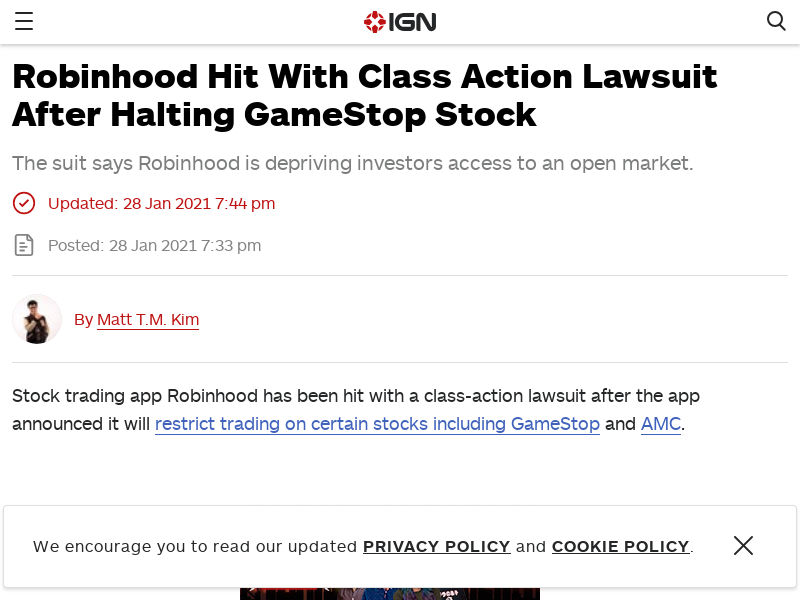 IGN
Robinhood Hit With Class Action Lawsuit
After Halting GameStop Stock
The suit says Robinhood is depriving investors access to an open market.
Updated: 28 Jan 2021 7:44 pm
Posted: 28 Jan 2021 7:33 pm
By Matt T.M. Kim
Stock trading app Robinhood has been hit with a class-action lawsuit after the app
announced it will restrict trading on certain stocks including GameStop and AMC.
We encourage you to read our updated PRIVACY POLICY and COOKIE POLICY.